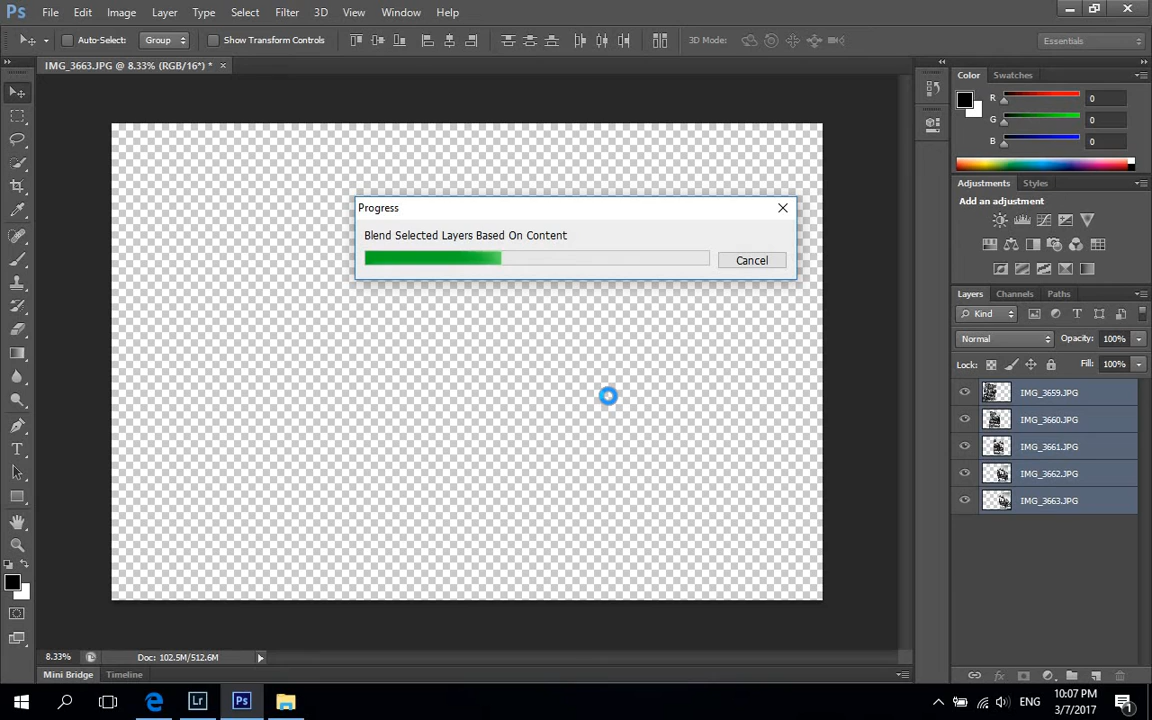 Ps File Edit Image Layer Type Select Filter 3D View Window Help
Auto-Select: Group Show Transform Controls 3D Mode: Essentials
IMG_3663.JPG @ 8.33% (RGB/16*) * ×
Color Swatches
R 0
G 0
B 0
Adjustments Styles
Add an adjustment
Progress
Blend Selected Layers Based On Content
Cancel
Layers Channels Paths
Kind
Normal Opacity: 100%
Lock: Fill: 100%
IMG_3659.JPG
IMG_3660.JPG
IMG_3661.JPG
IMG_3662.JPG
IMG_3663.JPG
8.33% Doc: 102.5M/512.6M
Mini Bridge Timeline
Lr Ps ENG 10:07 PM
3/7/2017 1